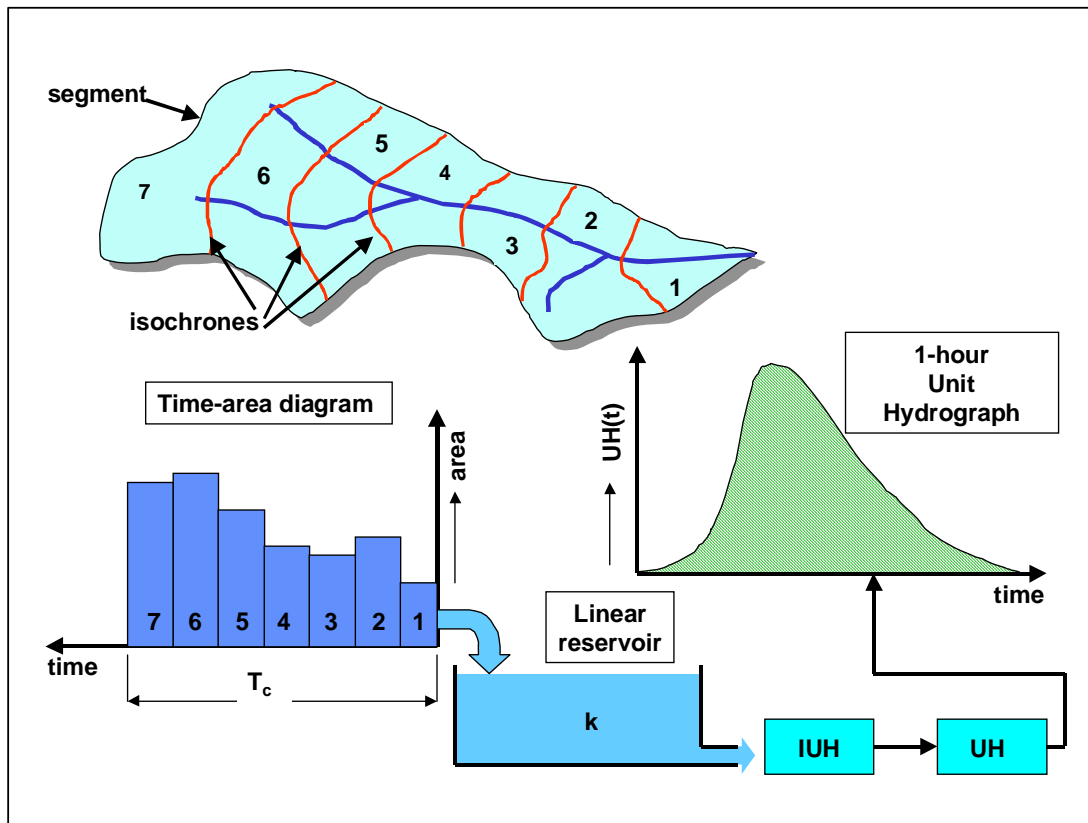 segment
5
4
6
7
2
3
1
isochrones
1-hour
Unit
Hydrograph
Time-area diagram
area
UH(t)
time
7 6 5 4 3 2 1
Linear
reservoir
time
Tc
k
IUH
UH